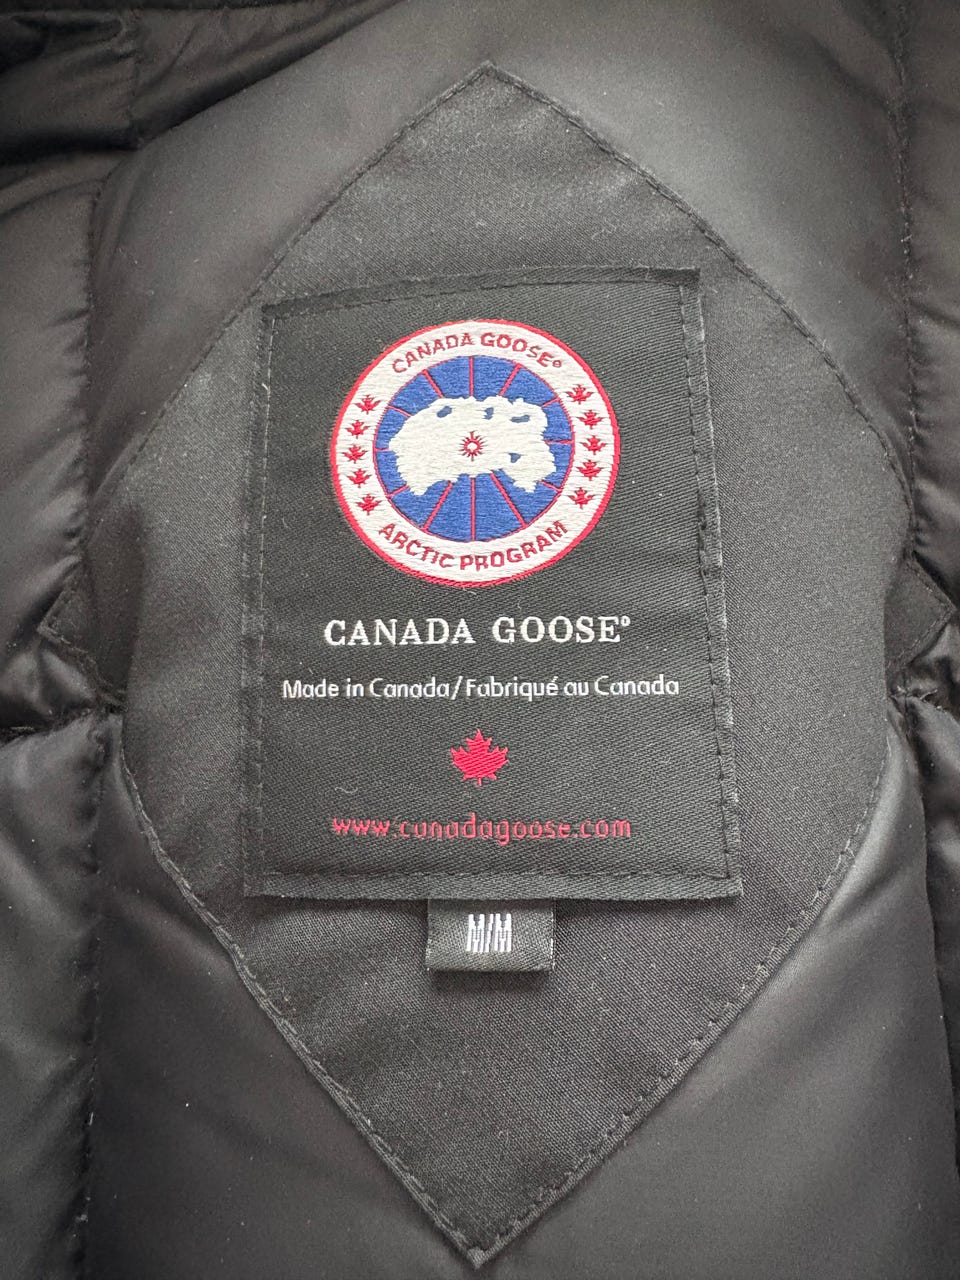 CANADA GOOSE®
ARCTIC PROGRAM
CANADA GOOSE®
Made in Canada/Fabriqué au Canada
www.canadagoose.com
M/M